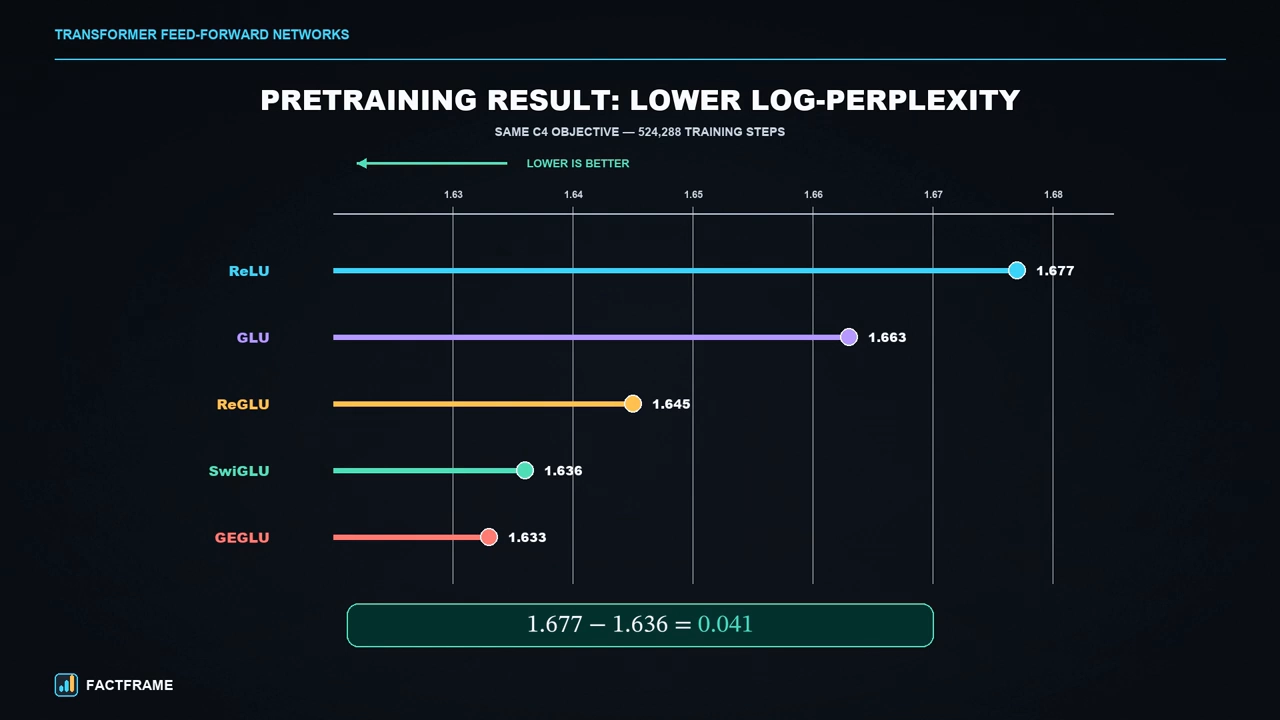 TRANSFORMER FEED-FORWARD NETWORKS
PRETRAINING RESULT: LOWER LOG-PERPLEXITY
SAME C4 OBJECTIVE — 524,288 TRAINING STEPS
LOWER IS BETTER
1.63 1.64 1.65 1.66 1.67 1.68
ReLU 1.677
GLU 1.663
ReGLU 1.645
SwiGLU 1.636
GEGLU 1.633
1.677 − 1.636 = 0.041
FACTFRAME